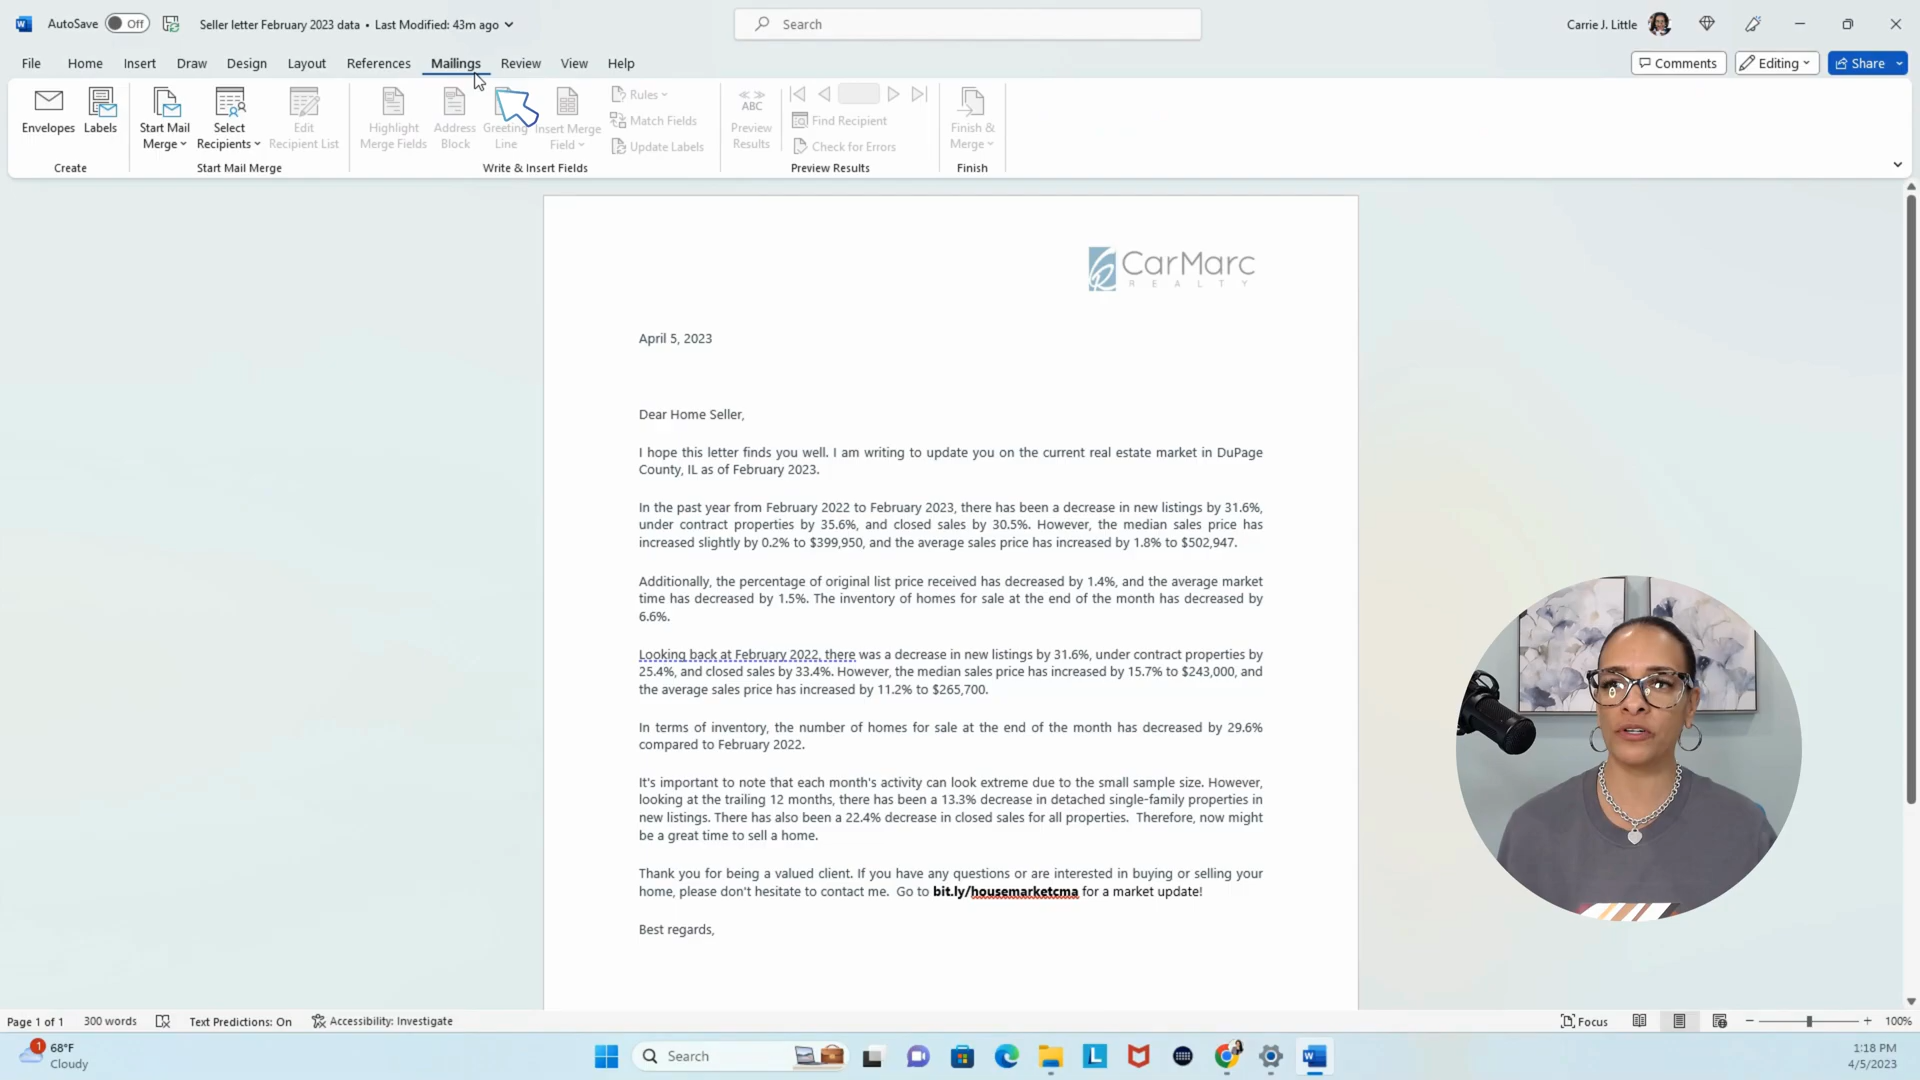 AutoSave Off Seller letter February 2023 data • Last Modified: 43m ago Search Carrie J. Little
File Home Insert Draw Design Layout References Mailings Review View Help Comments Editing Share
Envelopes Labels Start Mail Merge Select Recipients Edit Recipient List Highlight Merge Fields Address Block Greeting Line Insert Merge Field Rules Match Fields Update Labels ABC Preview Results Find Recipient Check for Errors Finish & Merge
Create Start Mail Merge Write & Insert Fields Preview Results Finish
CarMarc
REALTY
April 5, 2023
Dear Home Seller,
I hope this letter finds you well. I am writing to update you on the current real estate market in DuPage
County, IL as of February 2023.
In the past year from February 2022 to February 2023, there has been a decrease in new listings by 31.6%,
under contract properties by 35.6%, and closed sales by 30.5%. However, the median sales price has
increased slightly by 0.2% to $399,950, and the average sales price has increased by 1.8% to $502,947.
Additionally, the percentage of original list price received has decreased by 1.4%, and the average market
time has decreased by 1.5%. The inventory of homes for sale at the end of the month has decreased by
6.6%.
Looking back at February 2022, there was a decrease in new listings by 31.6%, under contract properties by
25.4%, and closed sales by 33.4%. However, the median sales price has increased by 15.7% to $243,000, and
the average sales price has increased by 11.2% to $265,700.
In terms of inventory, the number of homes for sale at the end of the month has decreased by 29.6%
compared to February 2022.
It's important to note that each month's activity can look extreme due to the small sample size. However,
looking at the trailing 12 months, there has been a 13.3% decrease in detached single-family properties in
new listings. There has also been a 22.4% decrease in closed sales for all properties. Therefore, now might
be a great time to sell a home.
Thank you for being a valued client. If you have any questions or are interested in buying or selling your
home, please don't hesitate to contact me. Go to bit.ly/housemarketcma for a market update!
Best regards,
Page 1 of 1 300 words Text Predictions: On Accessibility: Investigate Focus 100%
1 68°F
Cloudy
Search
1:18 PM
4/5/2023